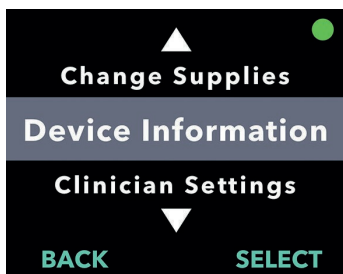 Change Supplies
Device Information
Clinician Settings
BACK SELECT